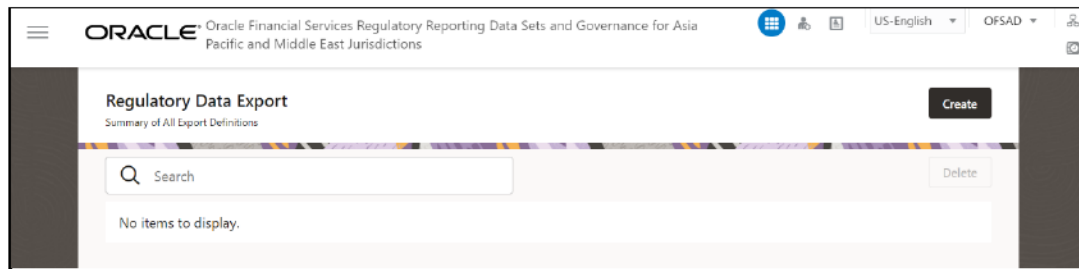 ORACLE® Oracle Financial Services Regulatory Reporting Data Sets and Governance for Asia
Pacific and Middle East Jurisdictions
US-English
OFSAD
Regulatory Data Export
Summary of All Export Definitions
Create
Search
Delete
No items to display.